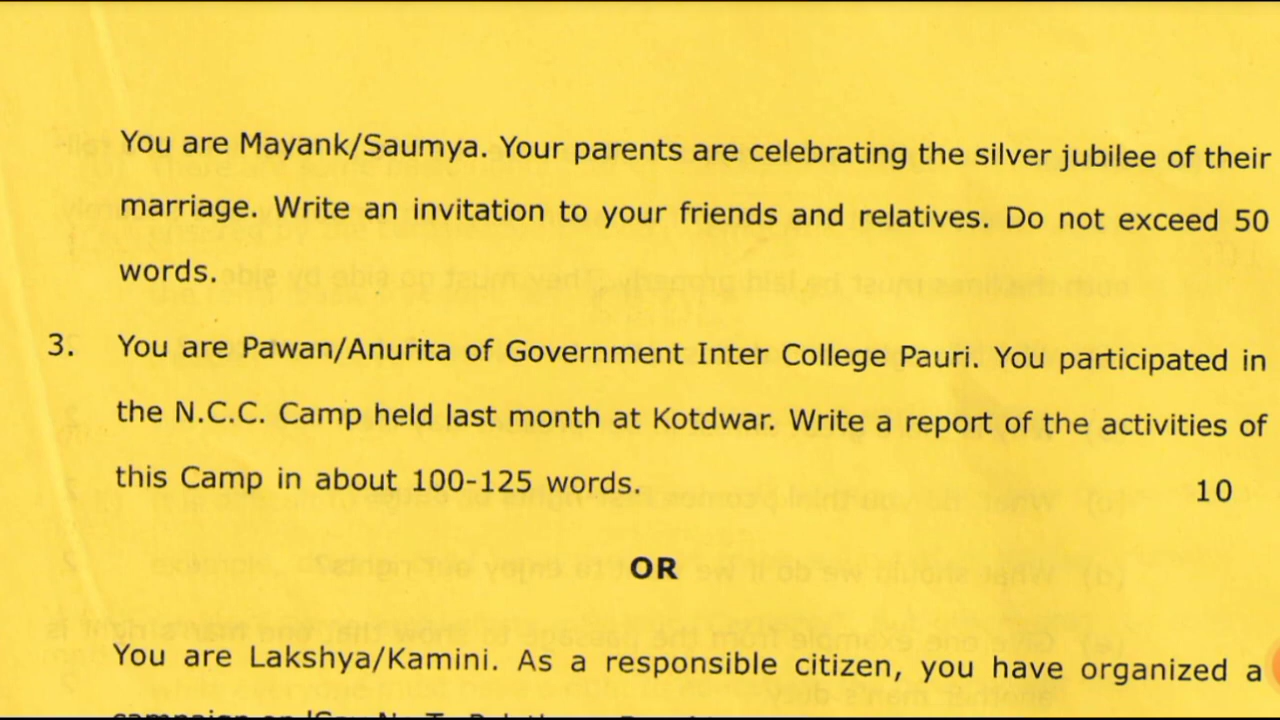 You are Mayank/Saumya. Your parents are celebrating the silver jubilee of their
marriage. Write an invitation to your friends and relatives. Do not exceed 50
words.
3. You are Pawan/Anurita of Government Inter College Pauri. You participated in
the N.C.C. Camp held last month at Kotdwar. Write a report of the activities of
this Camp in about 100-125 words. 10
OR
You are Lakshya/Kamini. As a responsible citizen, you have organized a